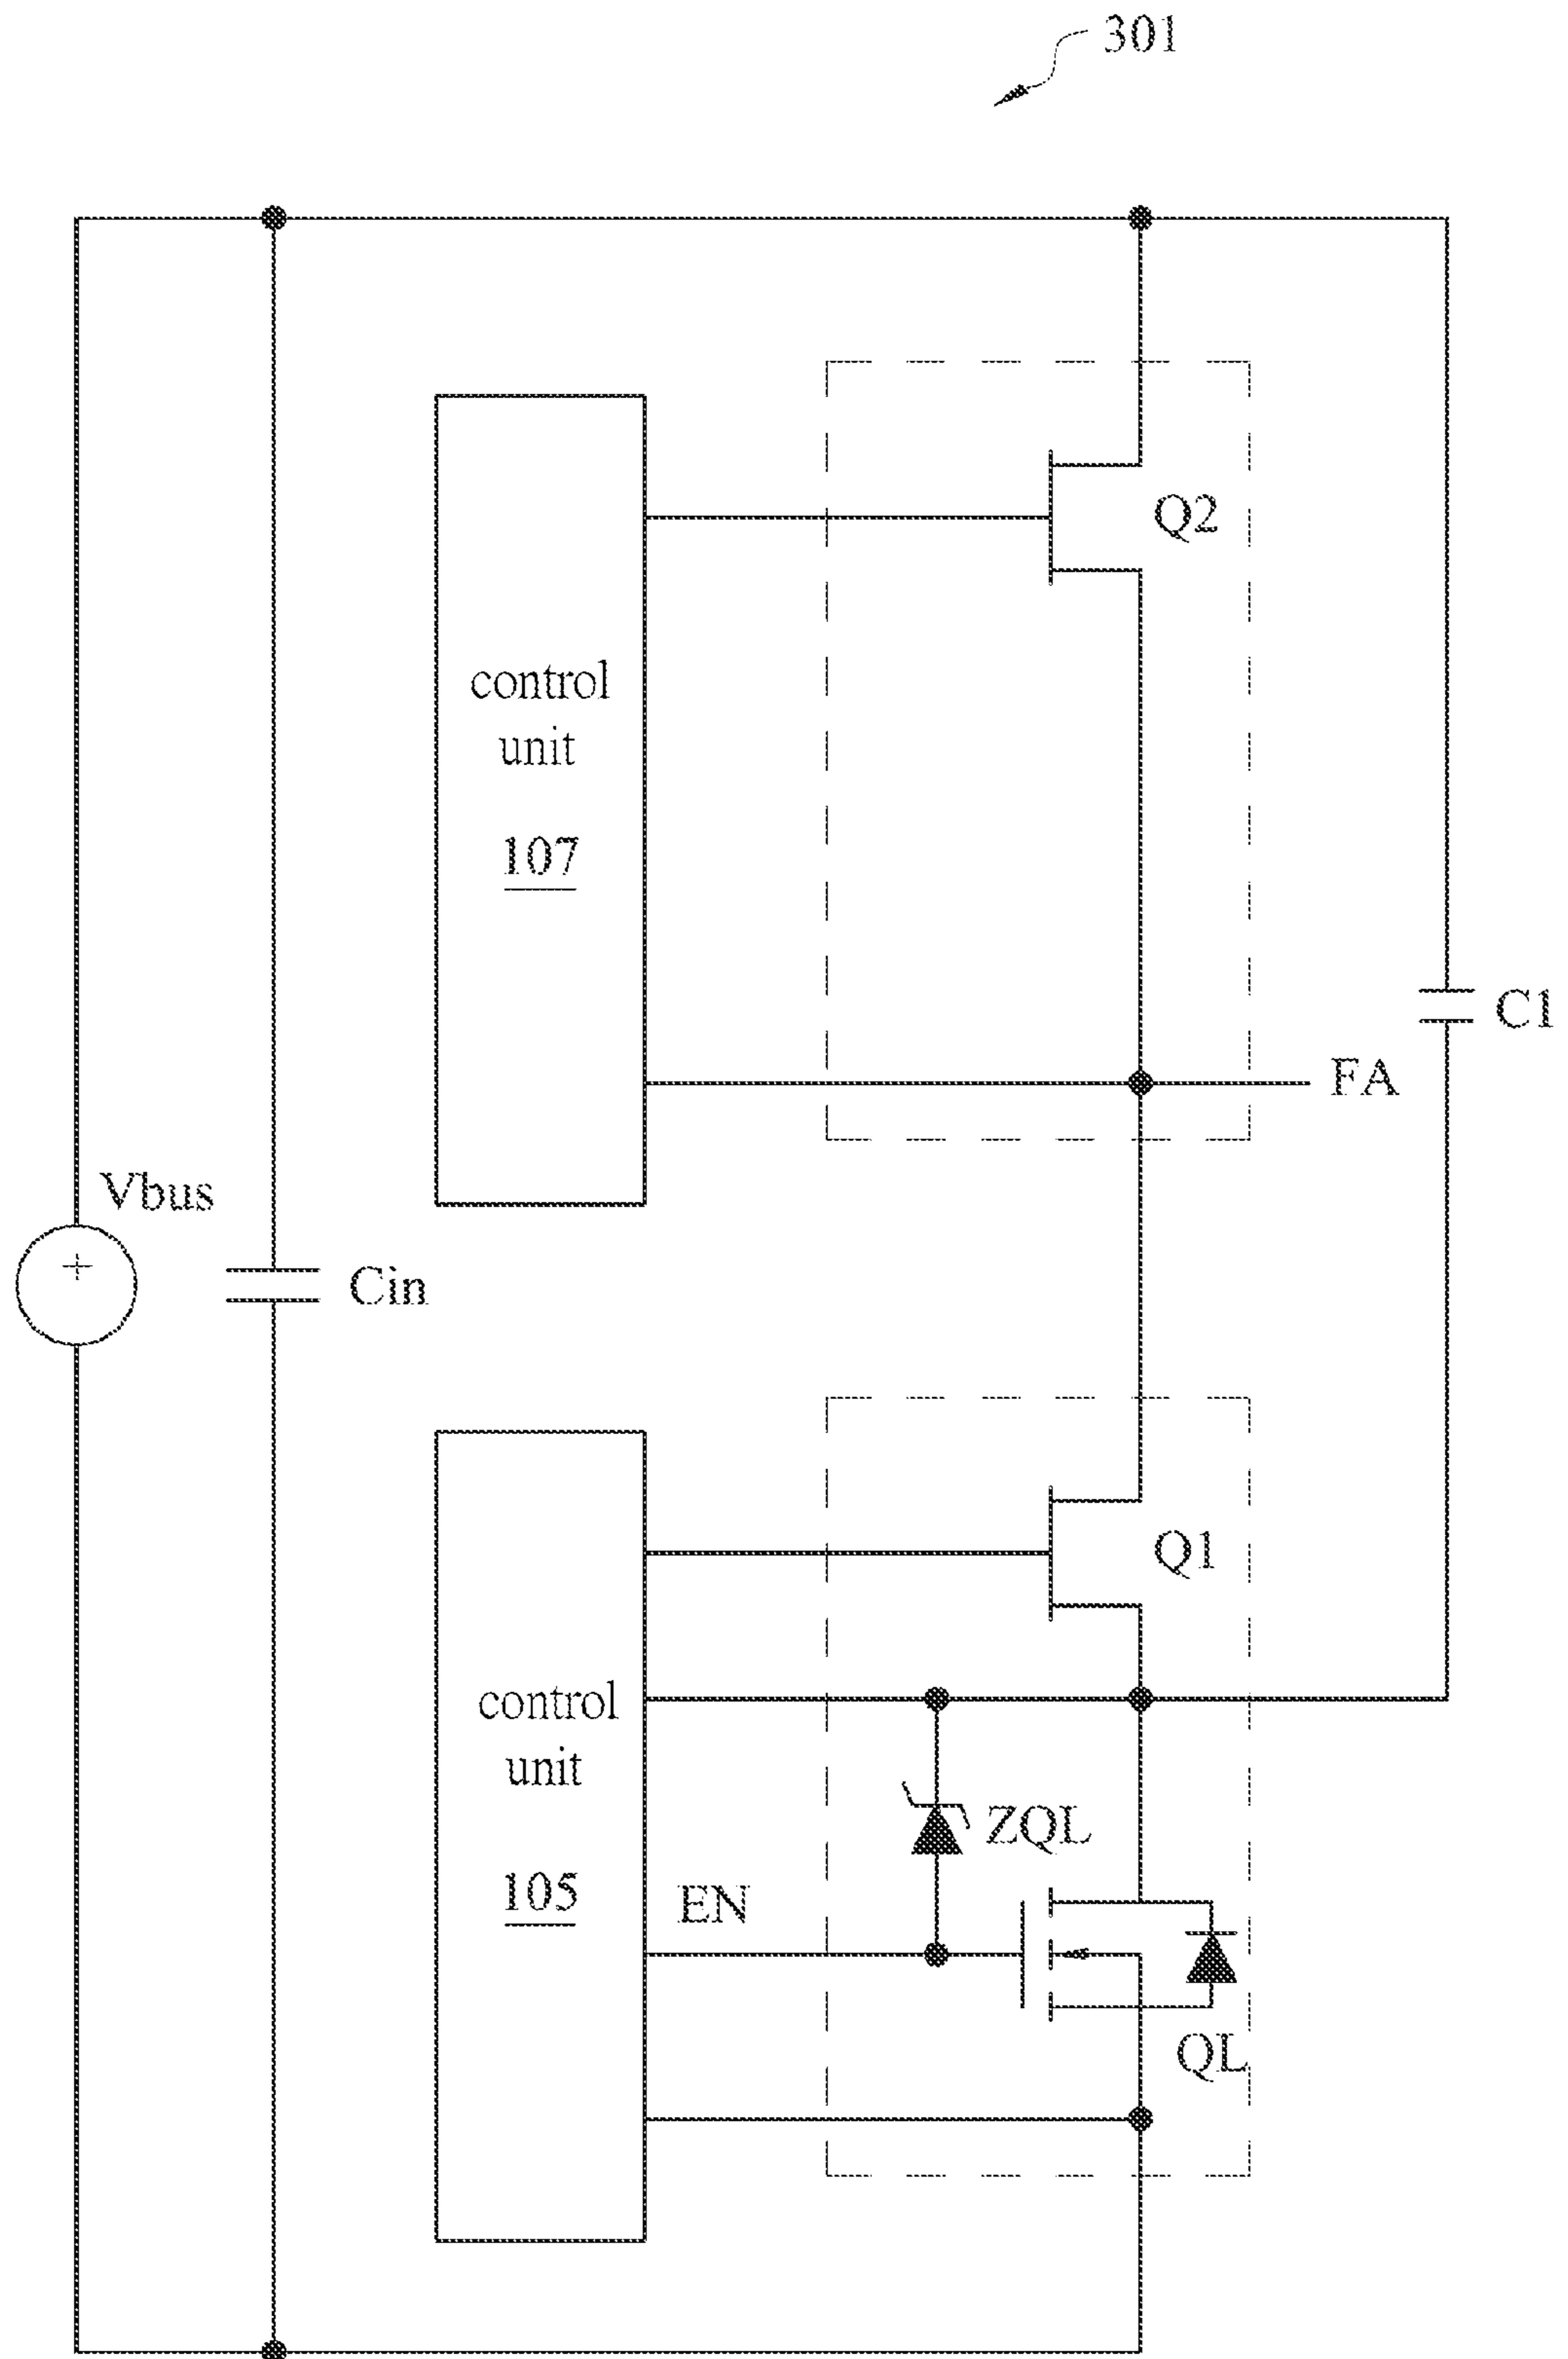 301
Q2
control
unit
107
C1
FA
Vbus
+
Cin
Q1
control
unit
105
ZQL
EN
QL